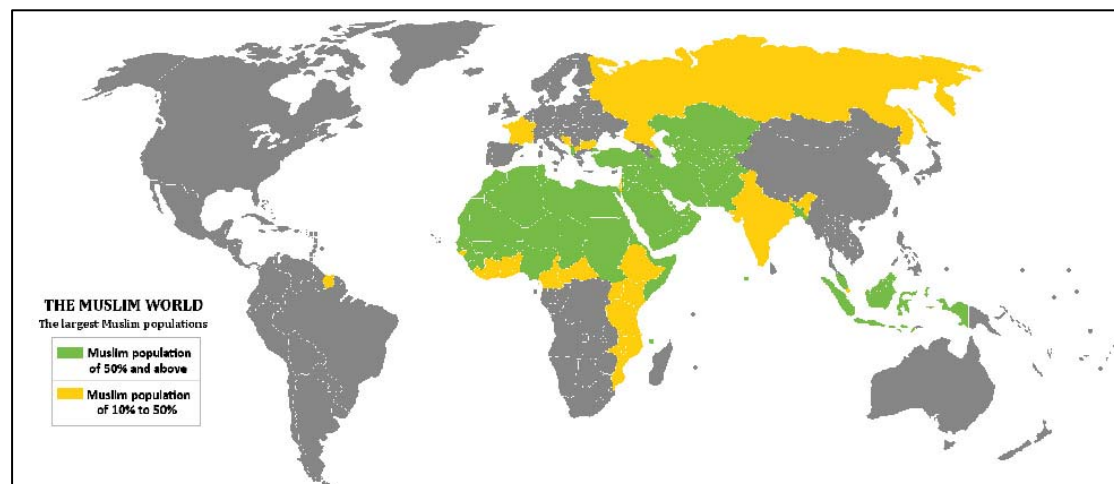 THE MUSLIM WORLD
The largest Muslim populations
Muslim population
of 50% and above
Muslim population
of 10% to 50%